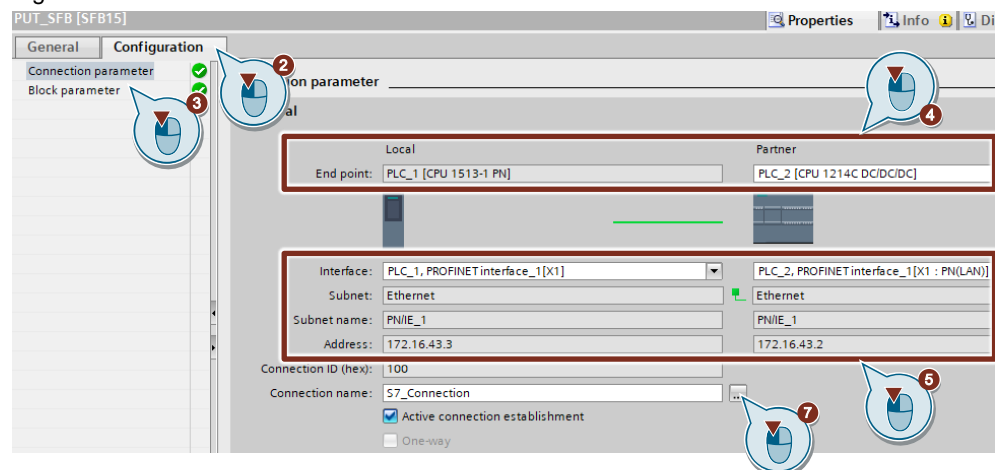 PUT_SFB [SFB15]
Properties Info
General Configuration
2
Connection parameter
on parameter
Block parameter
3
4
al
Local Partner
End point: PLC_1 [CPU 1513-1 PN] PLC_2 [CPU 1214C DC/DC/DC]
Interface: PLC_1, PROFINET interface_1[X1] PLC_2, PROFINET interface_1[X1 : PN(LAN)]
Subnet: Ethernet Ethernet
Subnet name: PN/IE_1 PN/IE_1
Address: 172.16.43.3 172.16.43.2
Connection ID (hex): 100
5
Connection name: S7_Connection ...
7
Active connection establishment
One-way